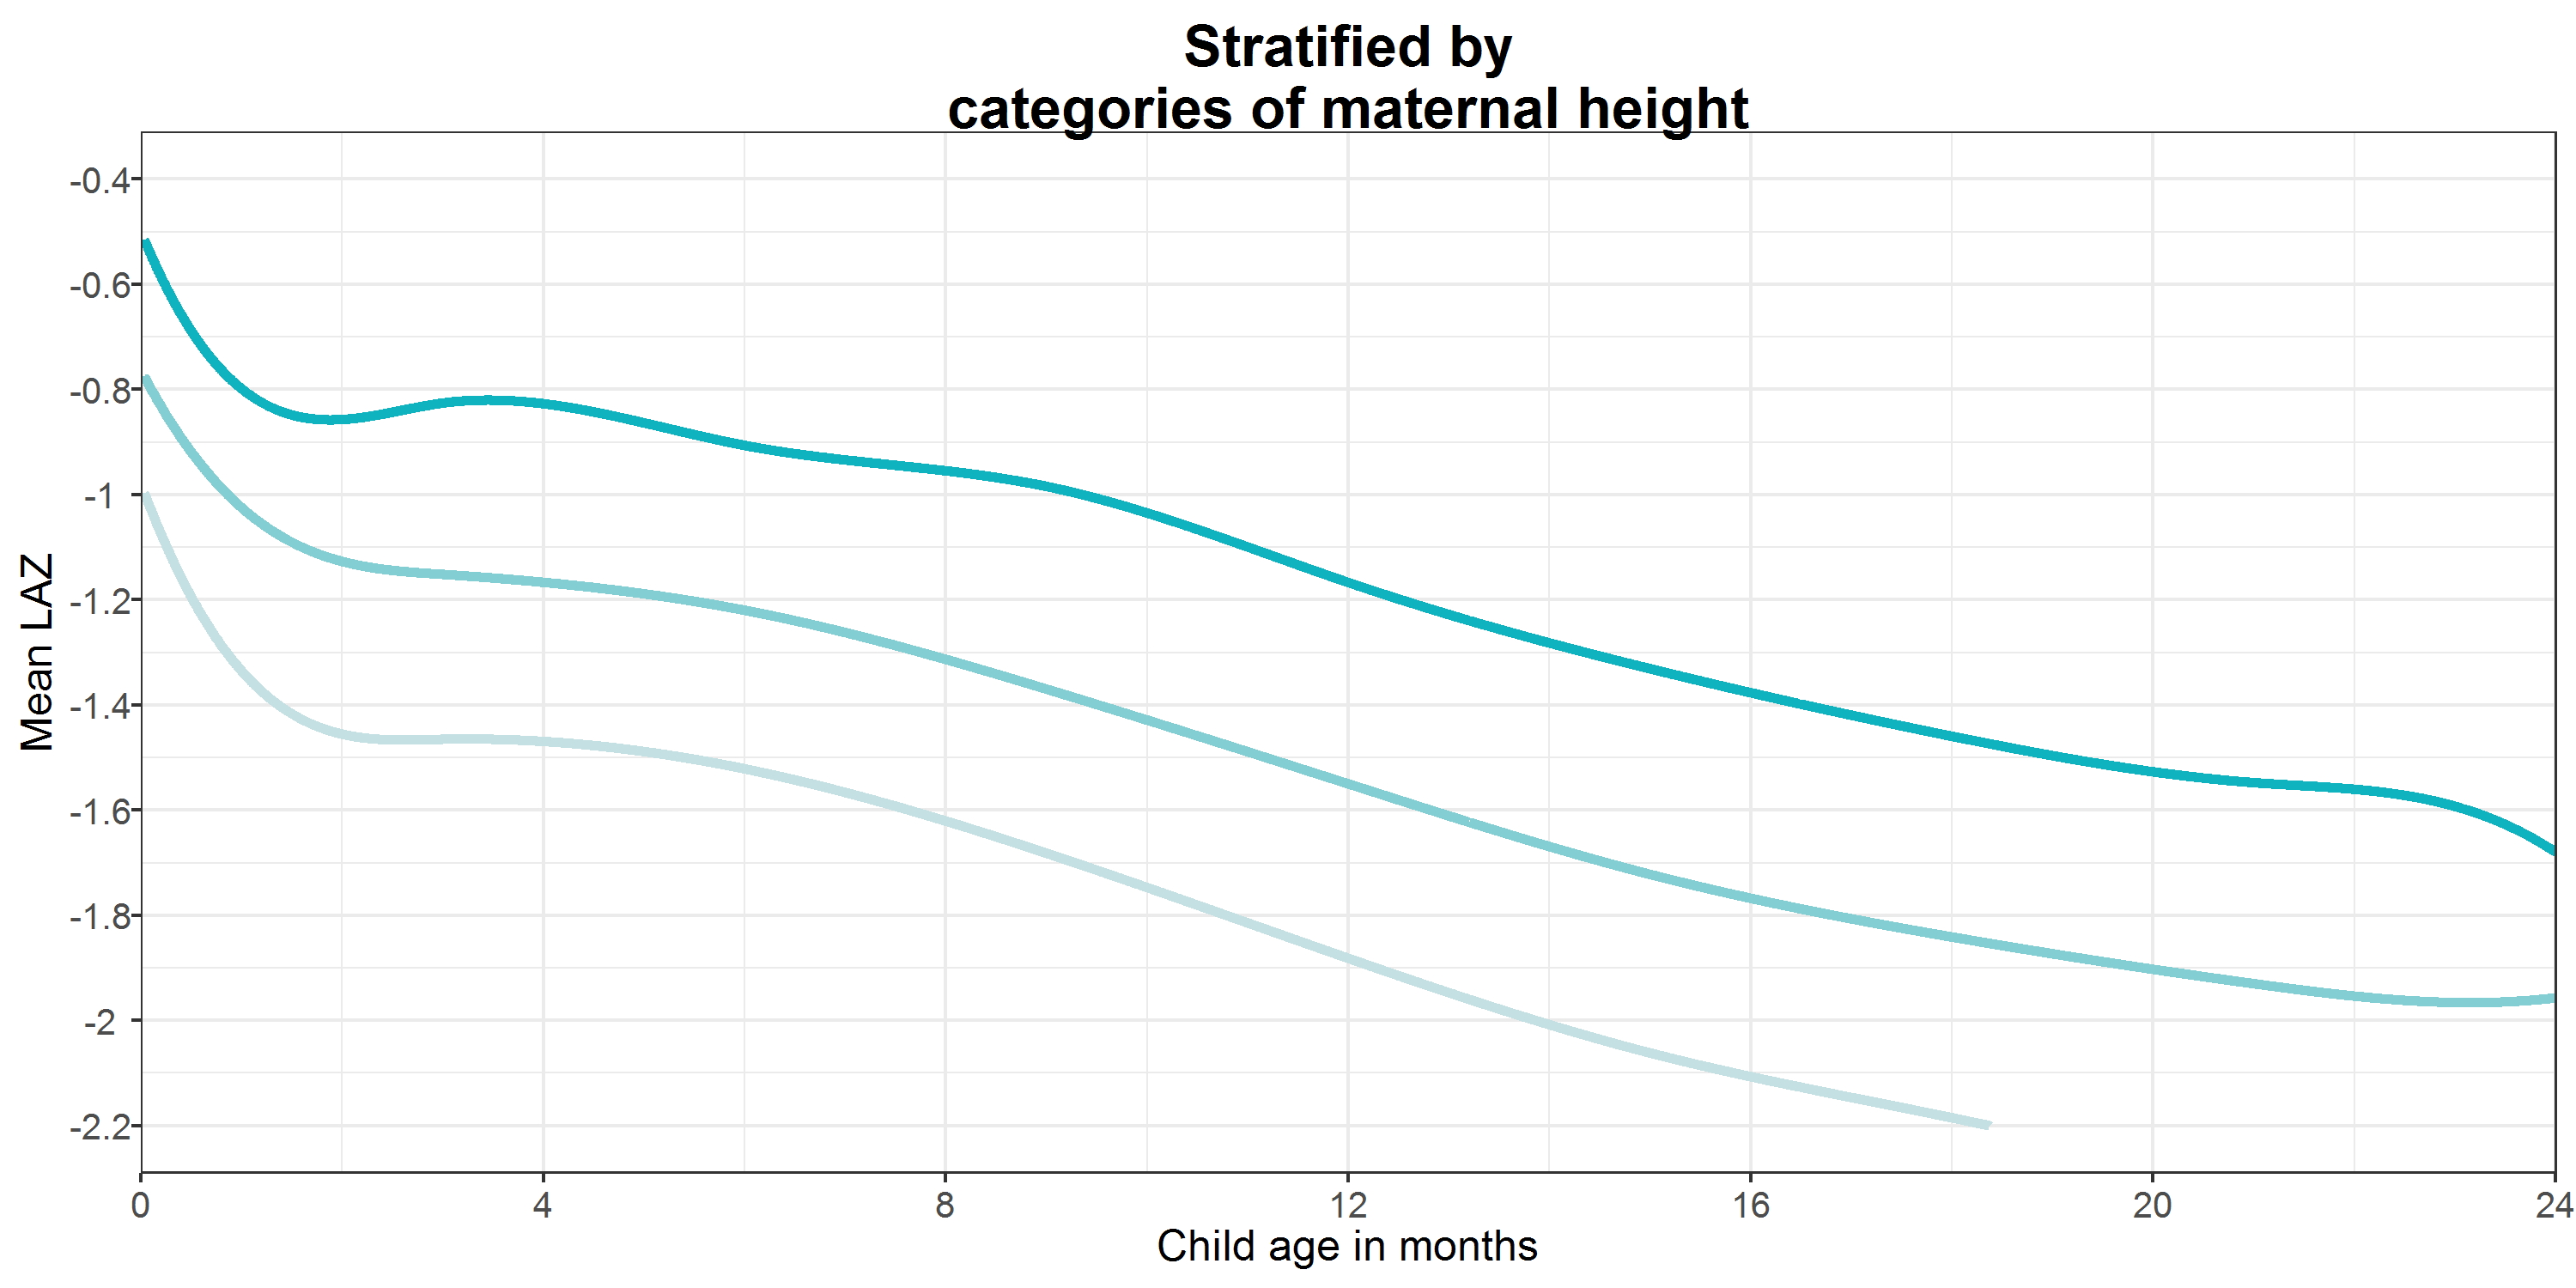 Stratified by
categories of maternal height
-0.4
-0.6
-0.8
-1
-1.2
-1.4
-1.6
-1.8
-2
-2.2
Mean LAZ
0 4 8 12 16 20 24
Child age in months